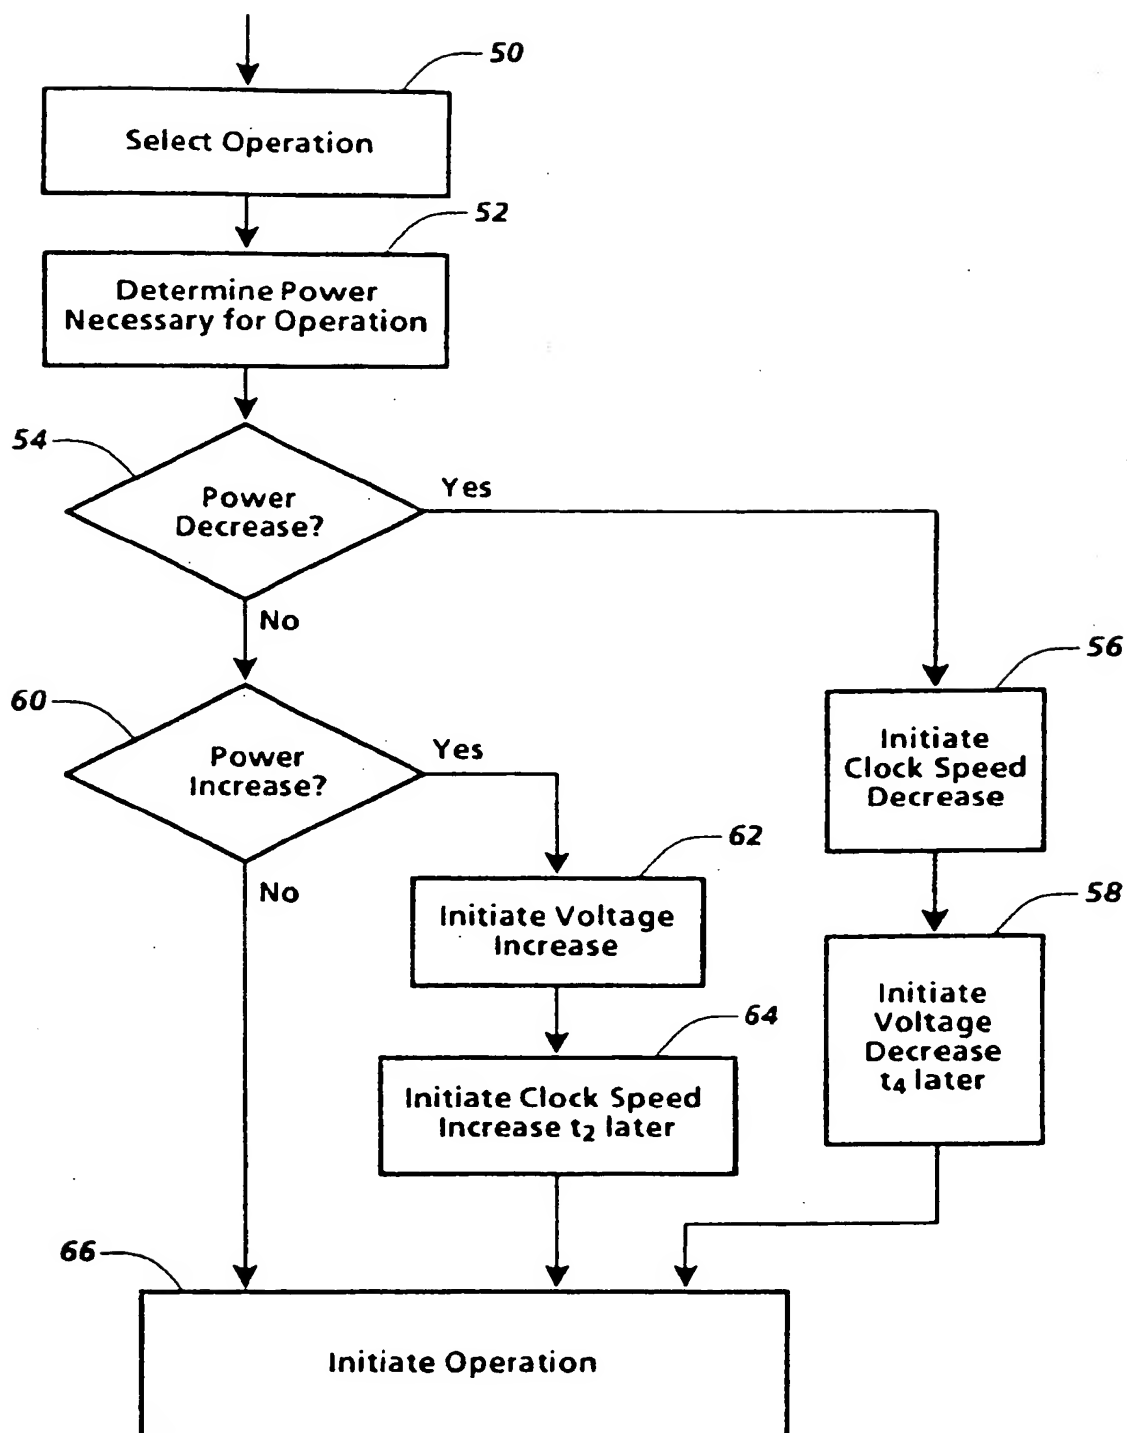 50
Select Operation
52
Determine Power
Necessary for Operation
54
Power
Decrease?
Yes
No
56
Initiate
Clock Speed
Decrease
60
Power
Increase?
Yes
No
62
Initiate Voltage
Increase
58
Initiate
Voltage
Decrease
t4 later
64
Initiate Clock Speed
Increase t2 later
66
Initiate Operation